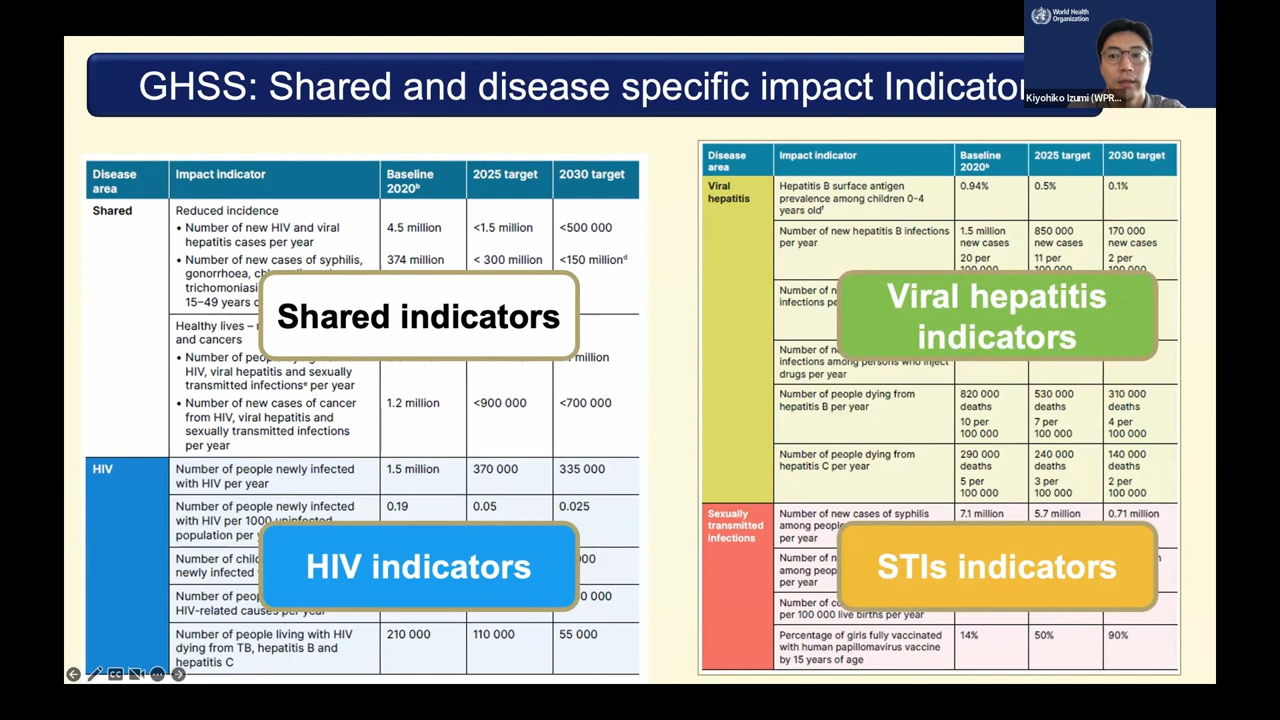 World Health
Organization
Kiyohiko Izumi (WPR...
GHSS: Shared and disease specific impact
Disease area
Impact indicator
Baseline 2020b
2025 target
2030 target
Shared
Reduced incidence
• Number of new HIV and viral
hepatitis cases per year
4.5 million
<1.5 million
<500 000
• Number of new cases of syphilis,
gonorrhoea,
15–49 years
374 million
< 300 million
<150 milliond
Healthy lives –
and cancers
• Number of
HIV, viral hepatitis and sexually
transmitted infectionse per year
million
• Number of new cases of cancer
from HIV, viral hepatitis and
sexually transmitted infections
per year
1.2 million
<900 000
<700 000
HIV
Number of people newly infected
with HIV per year
1.5 million
370 000
335 000
Number of people newly infected
with HIV per 1000 uninfected
population per
0.19
0.05
0.025
Number of
newly infected
Number of
HIV-related causes per year
Number of people living with HIV
dying from TB, hepatitis B and
hepatitis C
210 000
110 000
55 000
Shared indicators
HIV indicators
Disease
area
Impact indicator
Baseline
2020b
2025 target
2030 target
Viral
hepatitis
Hepatitis B surface antigen
prevalence among children 0-4
years oldf
0.94%
0.5%
0.1%
Number of new hepatitis B infections
per year
1.5 million
new cases
20 per
100 000
850 000
new cases
11 per
100 000
170 000
new cases
2 per
100 000
Number of
infections
Number of
infections among persons who inject
drugs per year
Number of people dying from
hepatitis B per year
820 000
deaths
10 per
100 000
530 000
deaths
7 per
100 000
310 000
deaths
4 per
100 000
Number of people dying from
hepatitis C per year
290 000
deaths
5 per
100 000
240 000
deaths
3 per
100 000
140 000
deaths
2 per
100 000
Sexually
transmitted
infections
Number of new cases of syphilis
among
per year
7.1 million
5.7 million
0.71 million
Number of
among
per year
Number of
per 100 000 live births per year
Percentage of girls fully vaccinated
with human papillomavirus vaccine
by 15 years of age
14%
50%
90%
Viral hepatitis
indicators
STIs indicators